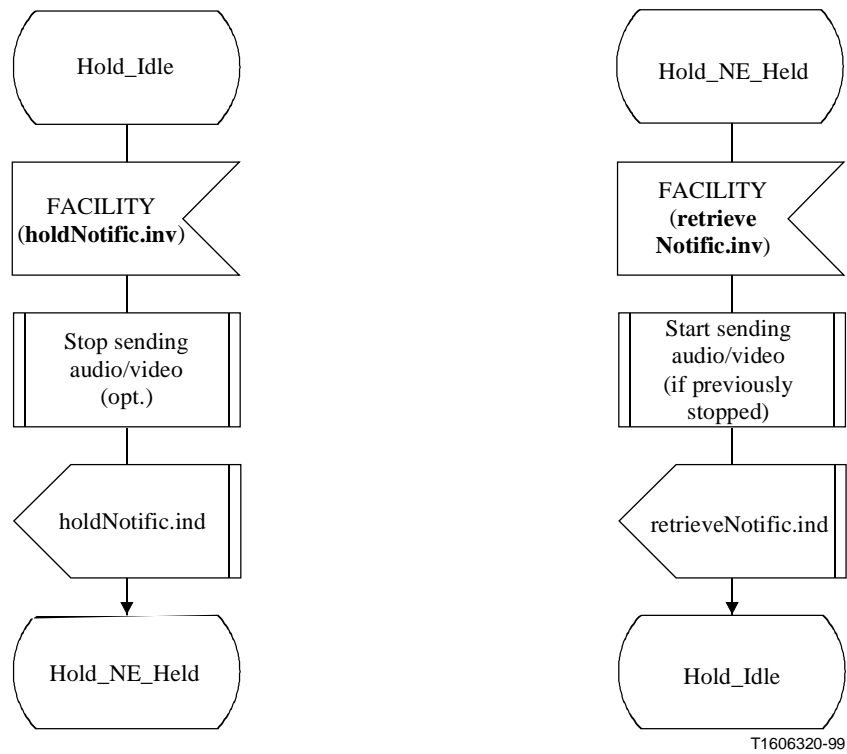 Hold_Idle
FACILITY
(holdNotific.inv)
Stop sending
audio/video
(opt.)
holdNotific.ind
Hold_NE_Held
Hold_NE_Held
FACILITY
(retrieve
Notific.inv)
Start sending
audio/video
(if previously
stopped)
retrieveNotific.ind
Hold_Idle
T1606320-99